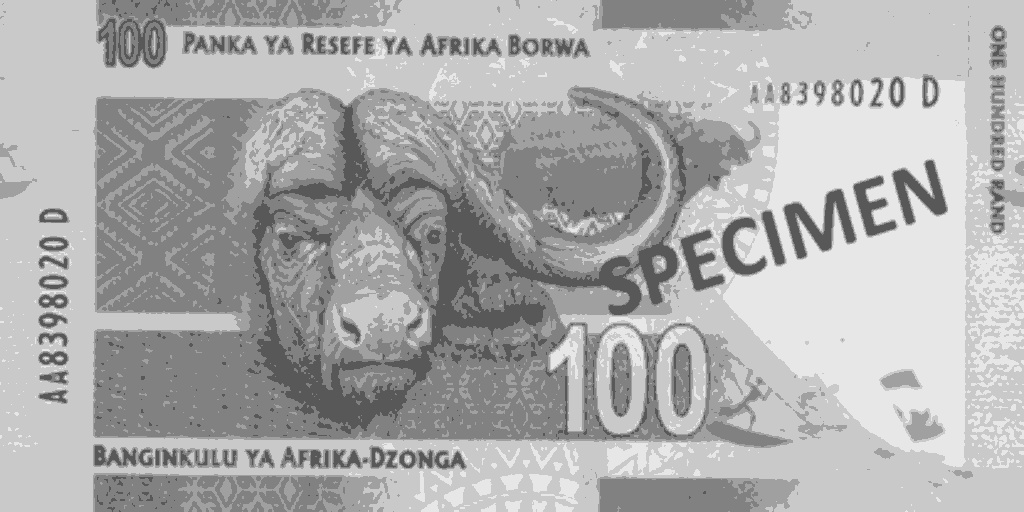 100 PANKA YA RESEFE YA AFRIKA BORWA
AA8398020 D
ONE HUNDRED RAND
SPECIMEN
AA8398020 D
100
BANGINKULU YA AFRIKA-DZONGA